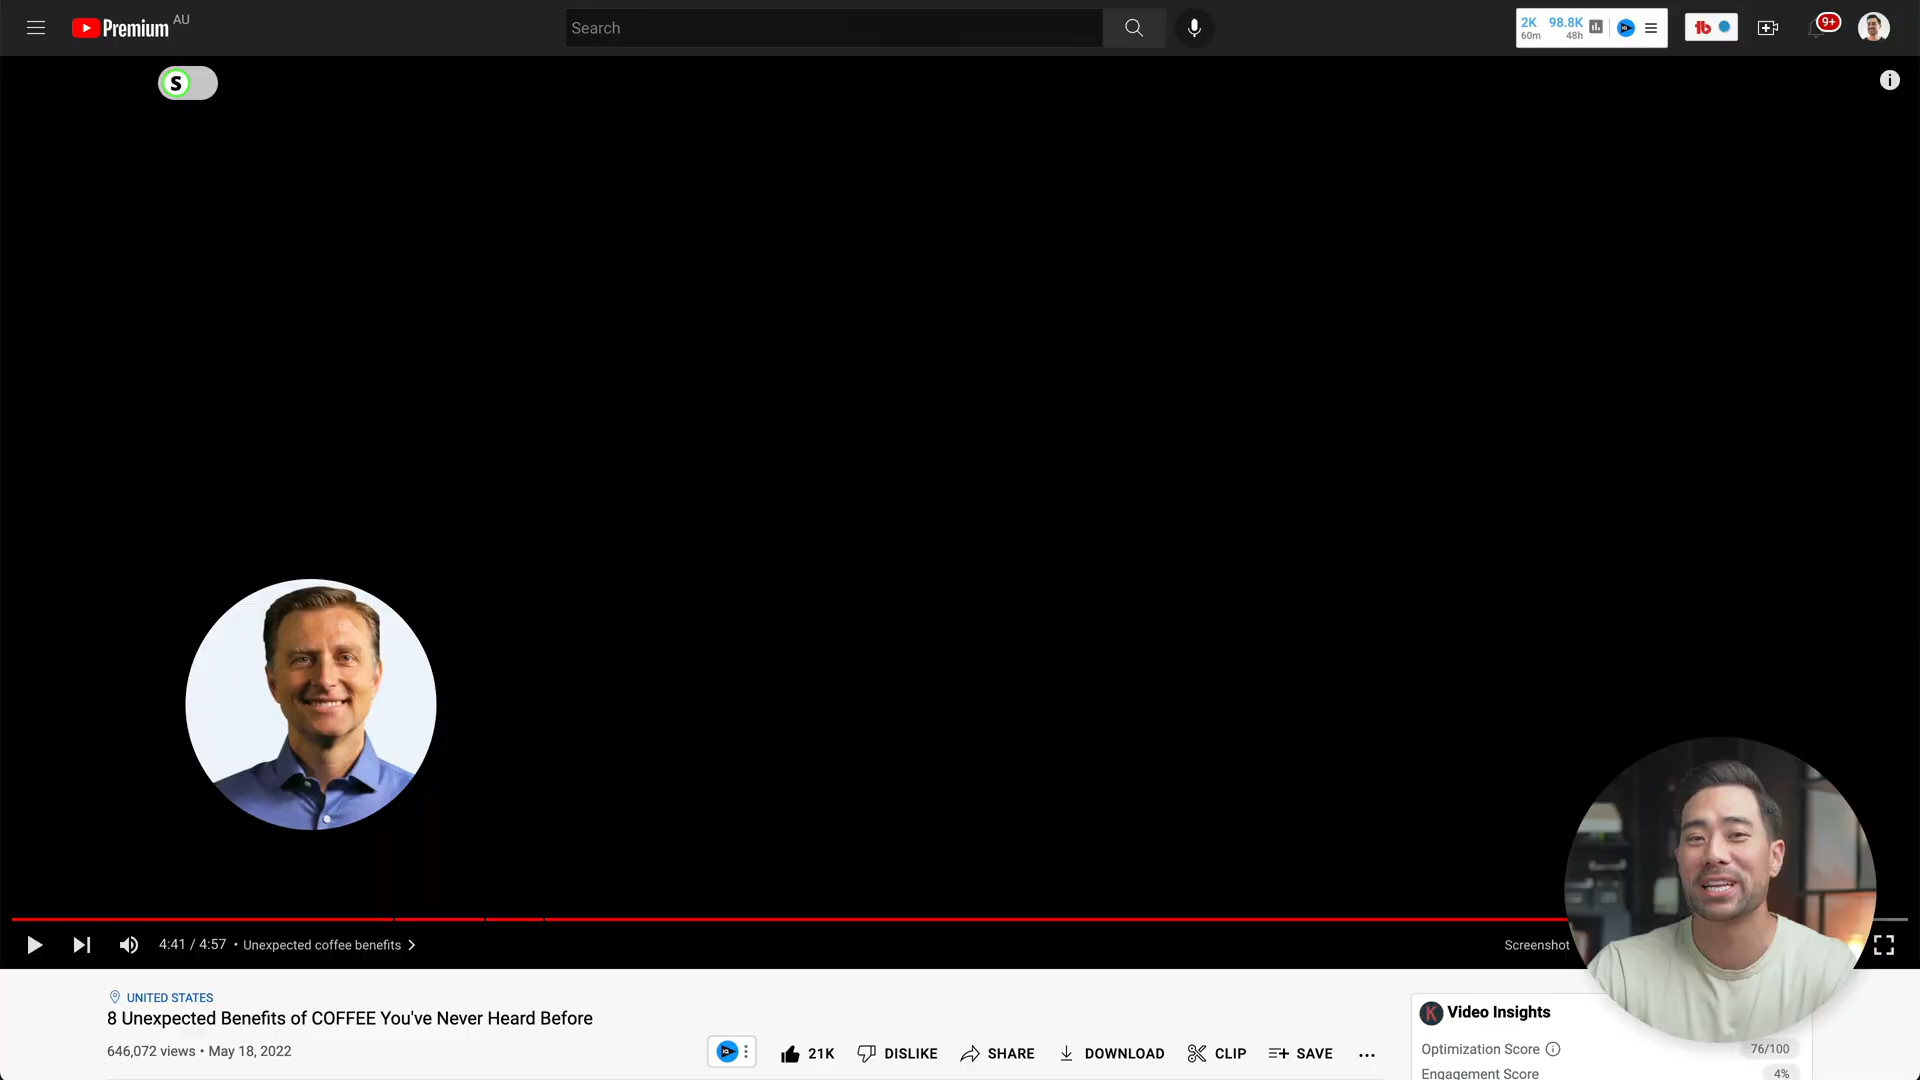 Premium AU
Search
2K 98.8K
60m 48h
tb
9+
S
i
4:41 / 4:57 • Unexpected coffee benefits
Screenshot
UNITED STATES
8 Unexpected Benefits of COFFEE You've Never Heard Before
646,072 views • May 18, 2022
21K DISLIKE SHARE DOWNLOAD CLIP SAVE
K Video Insights
Optimization Score 76/100
Engagement Score 4%